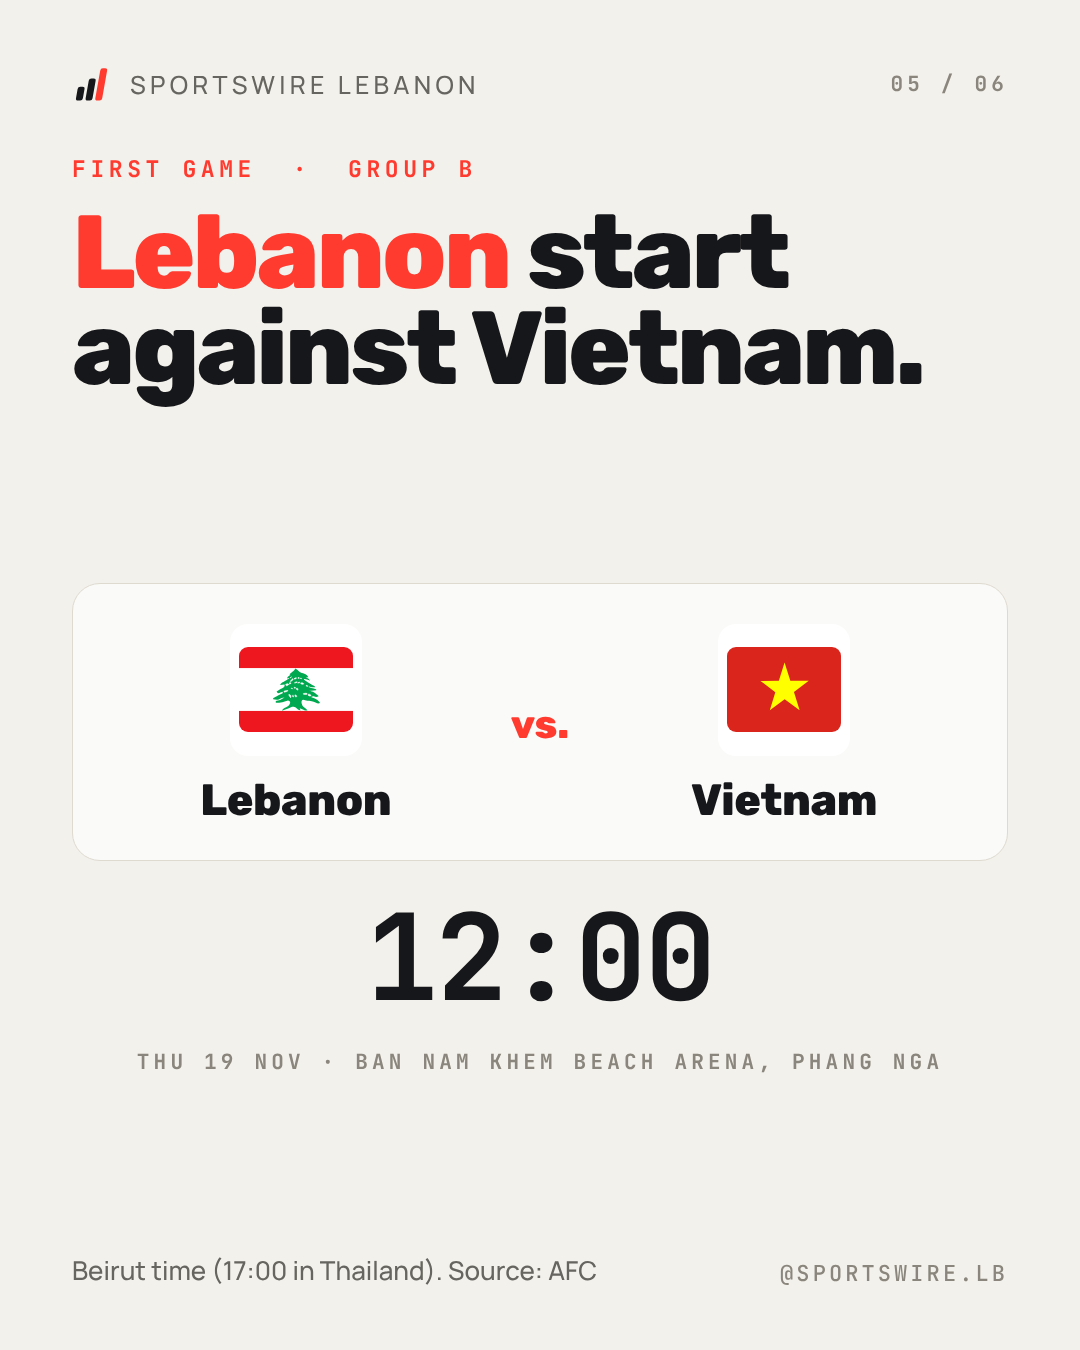 SPORTSWIRE LEBANON
05 / 06
FIRST GAME · GROUP B
Lebanon start
against Vietnam.
vs.
Lebanon
Vietnam
12:00
THU 19 NOV · BAN NAM KHEM BEACH ARENA, PHANG NGA
Beirut time (17:00 in Thailand). Source: AFC
@SPORTSWIRE.LB